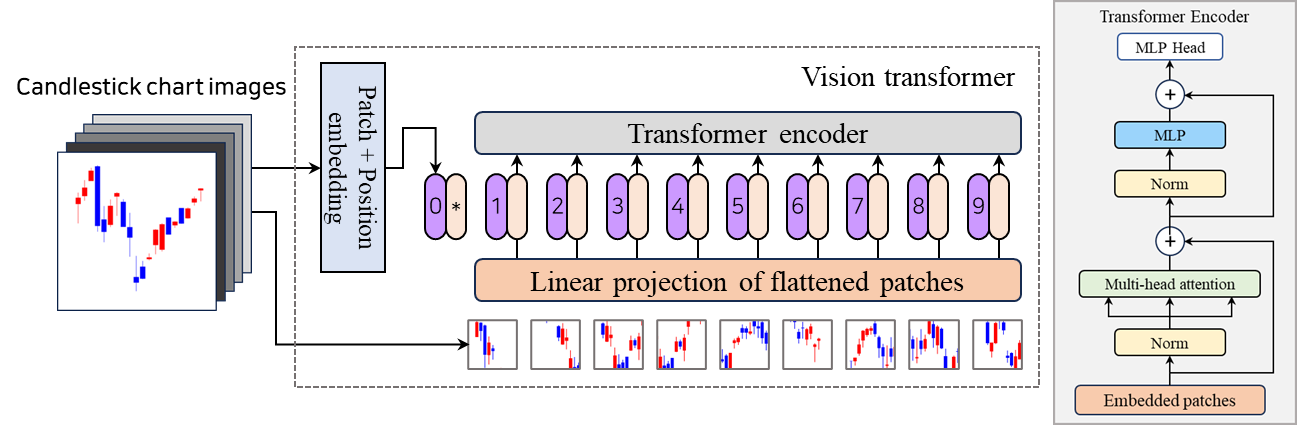 Candlestick chart images
Patch + Position
embedding
Vision transformer
Transformer encoder
0 *
1
2
3
4
5
6
7
8
9
Linear projection of flattened patches
Transformer Encoder
MLP Head
+
MLP
Norm
+
Multi-head attention
Norm
Embedded patches